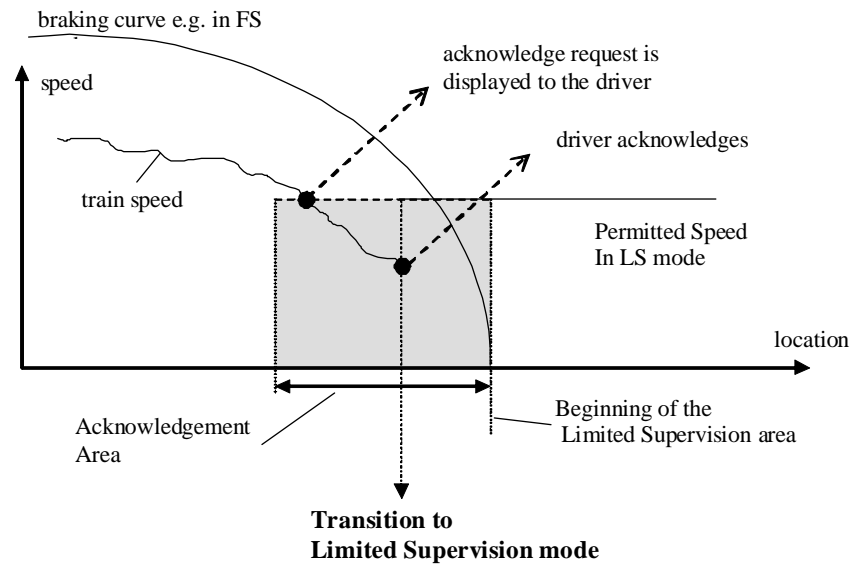 braking curve e.g. in FS
acknowledge request is
displayed to the driver
speed
driver acknowledges
train speed
Permitted Speed
In LS mode
location
Acknowledgement
Area
Beginning of the
Limited Supervision area
Transition to
Limited Supervision mode